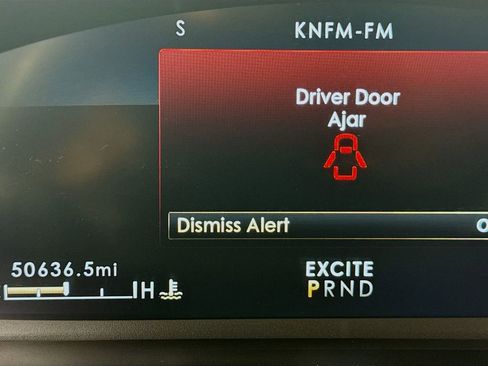 S
KNFM-FM
Driver Door
Ajar
Dismiss Alert
50636.5mi
H
EXCITE
PRND